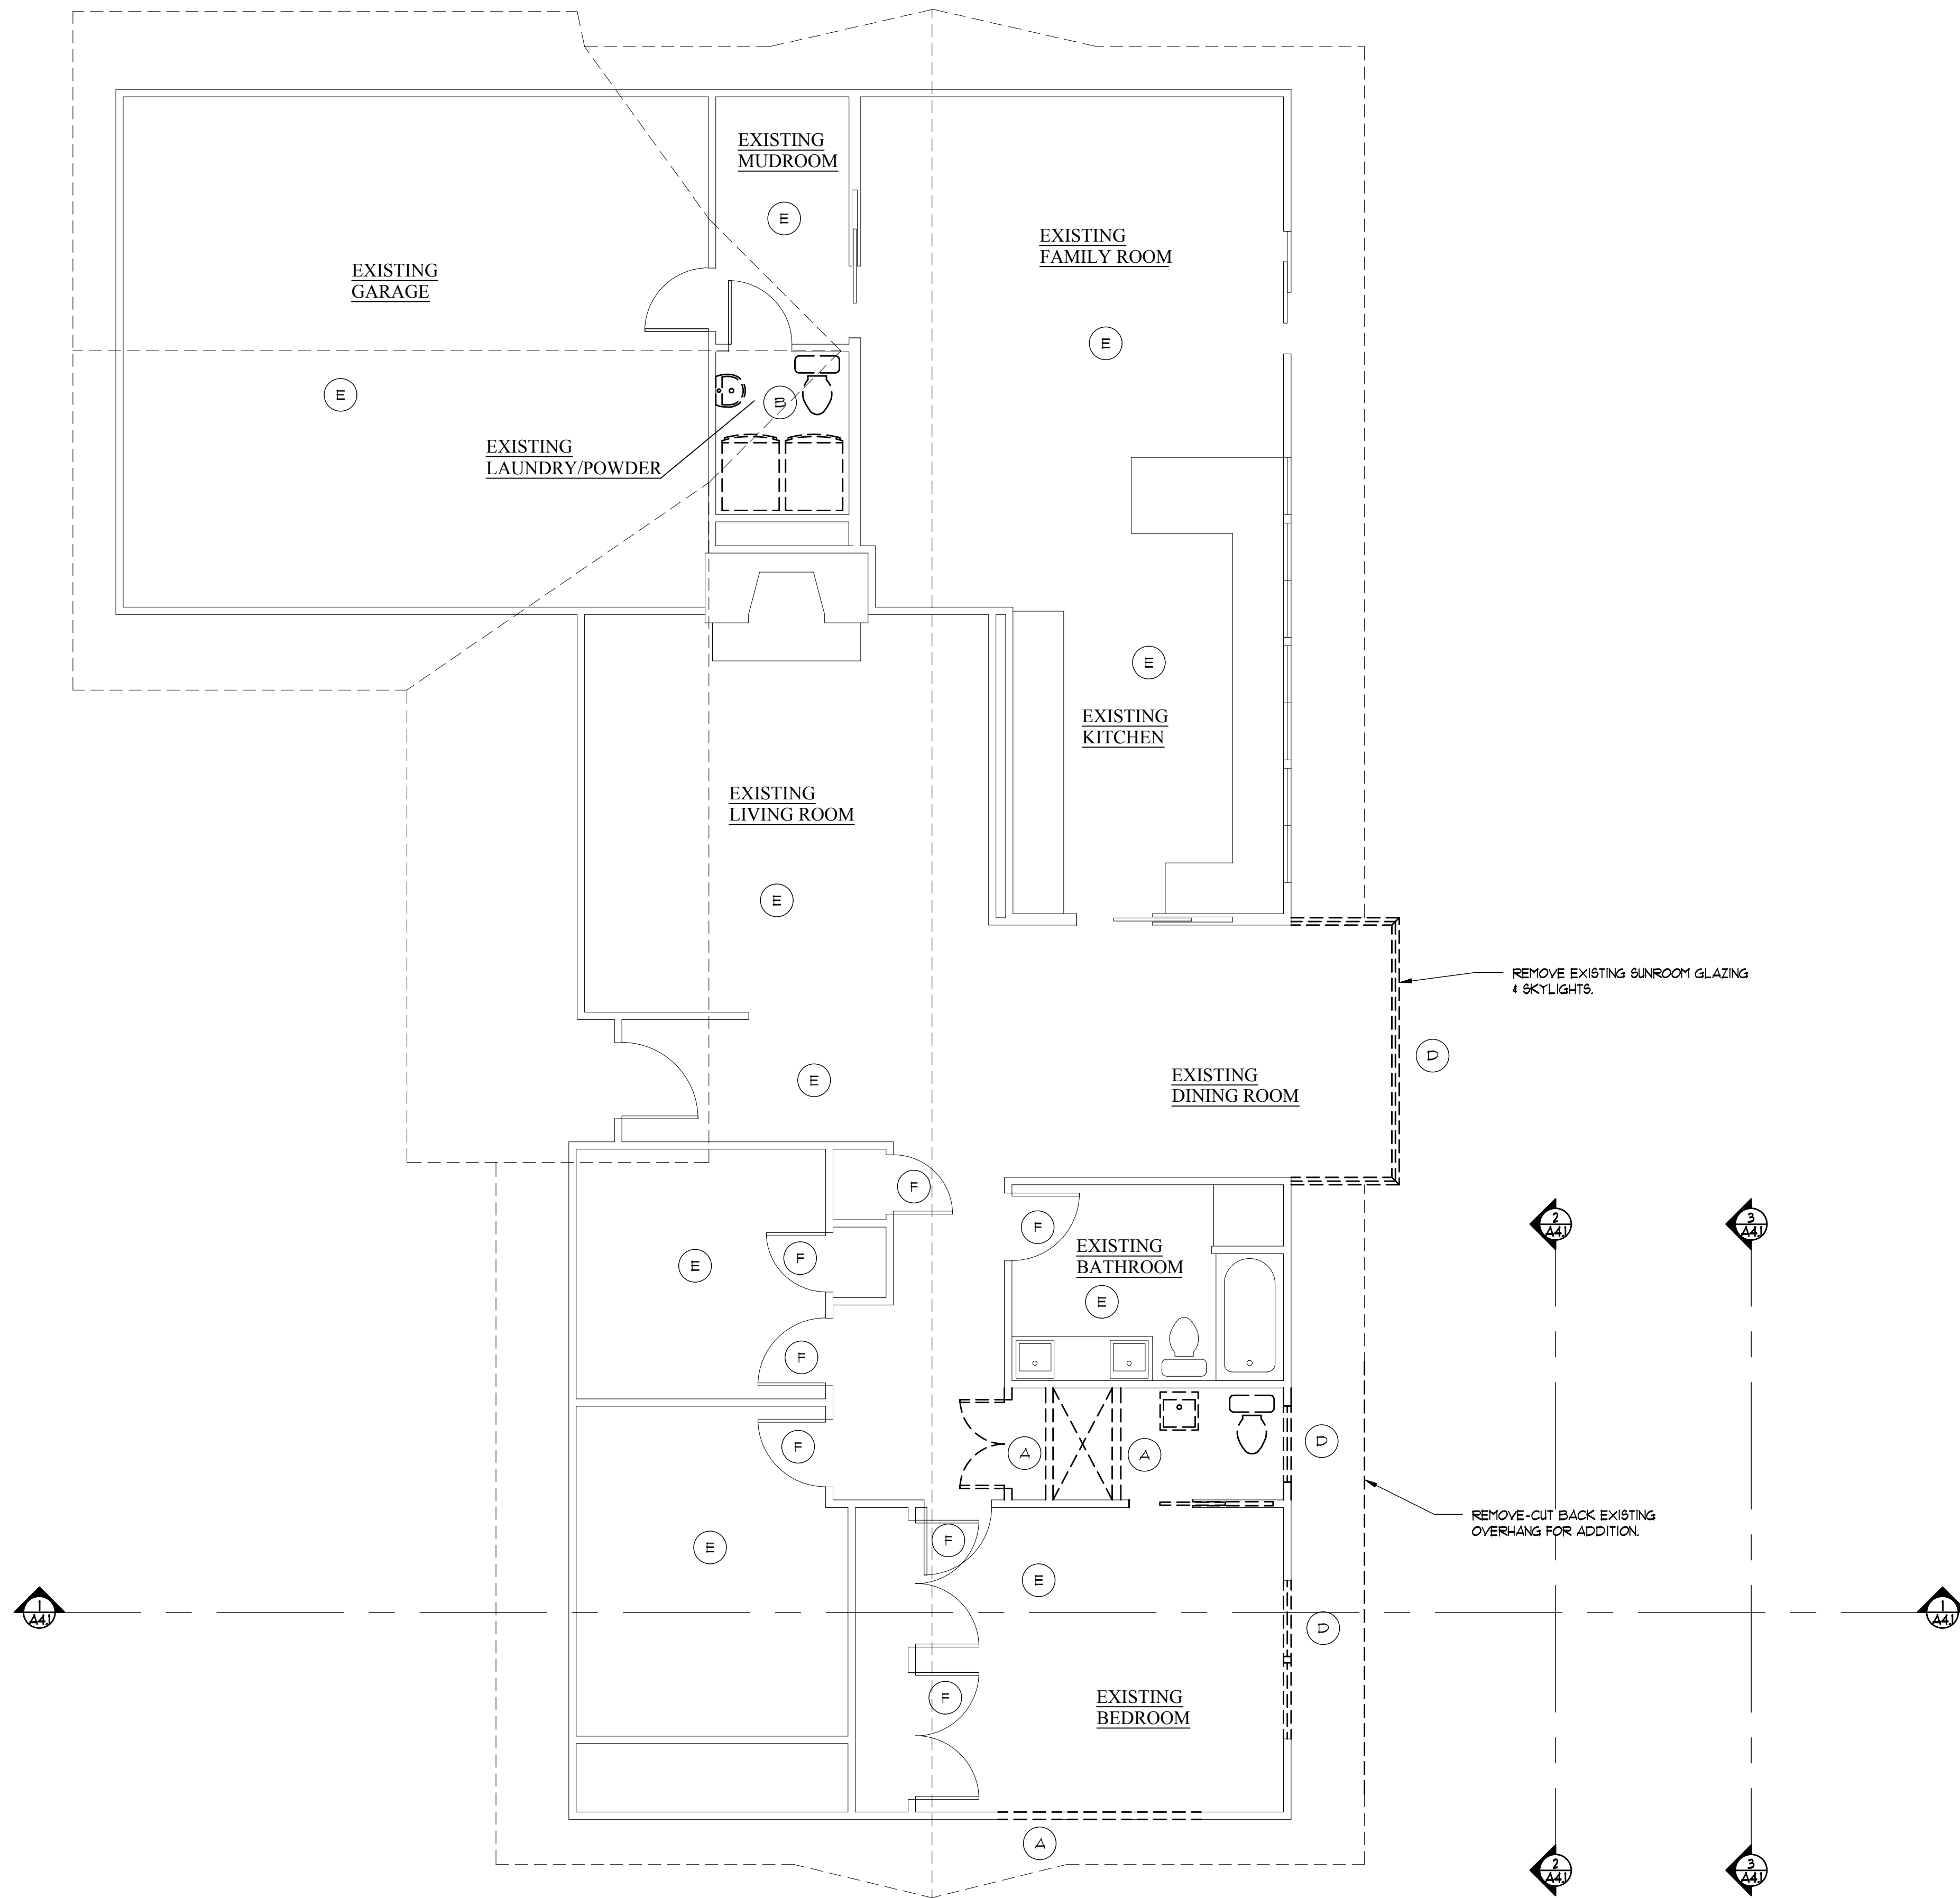 EXISTING
MUDROOM
E
EXISTING
FAMILY ROOM
EXISTING
GARAGE
E
E
B
EXISTING
LAUNDRY/POWDER
E
EXISTING
KITCHEN
EXISTING
LIVING ROOM
E
REMOVE EXISTING SUNROOM GLAZING
& SKYLIGHTS.
D
E
EXISTING
DINING ROOM
F
F
2
A4.1
3
A4.1
EXISTING
BATHROOM
F
E
E
F
F
A
A
D
REMOVE-CUT BACK EXISTING
OVERHANG FOR ADDITION.
F
E
E
1
A4.1
D
1
A4.1
F
EXISTING
BEDROOM
A
2
A4.1
3
A4.1